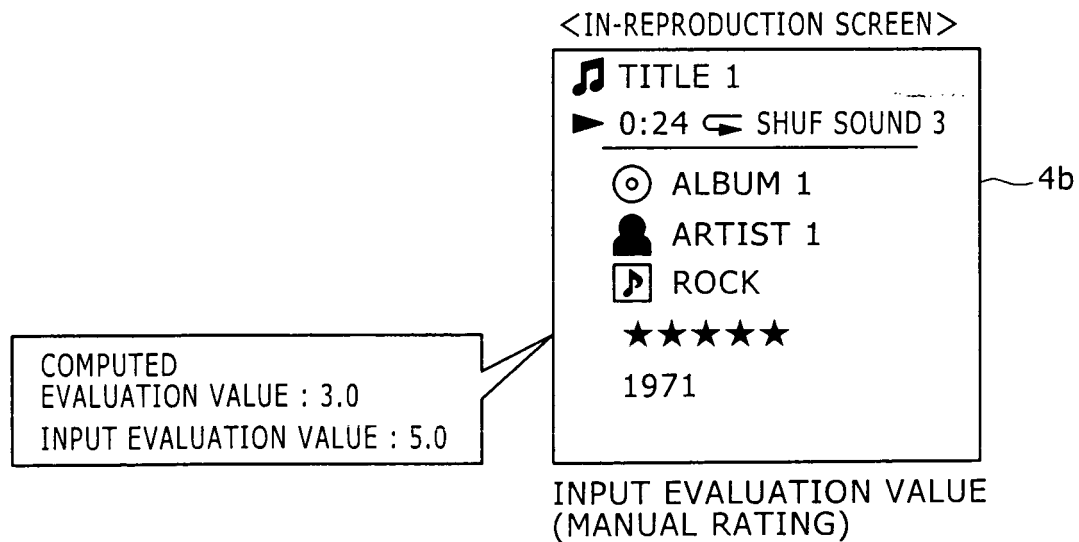 <IN-REPRODUCTION SCREEN>
TITLE 1
0:24 SHUF SOUND 3
ALBUM 1
4b
ARTIST 1
ROCK
★★★★★
1971
COMPUTED
EVALUATION VALUE : 3.0
INPUT EVALUATION VALUE : 5.0
INPUT EVALUATION VALUE
(MANUAL RATING)